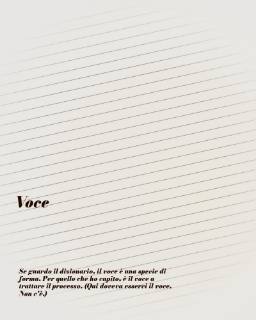 Voce
Se guardo il dizionario, il voce è una specie di
forma. Per quello che ho capito, è il voce a
trattare il processo. (Qui doveva esservi il voce.
Non c'è.)